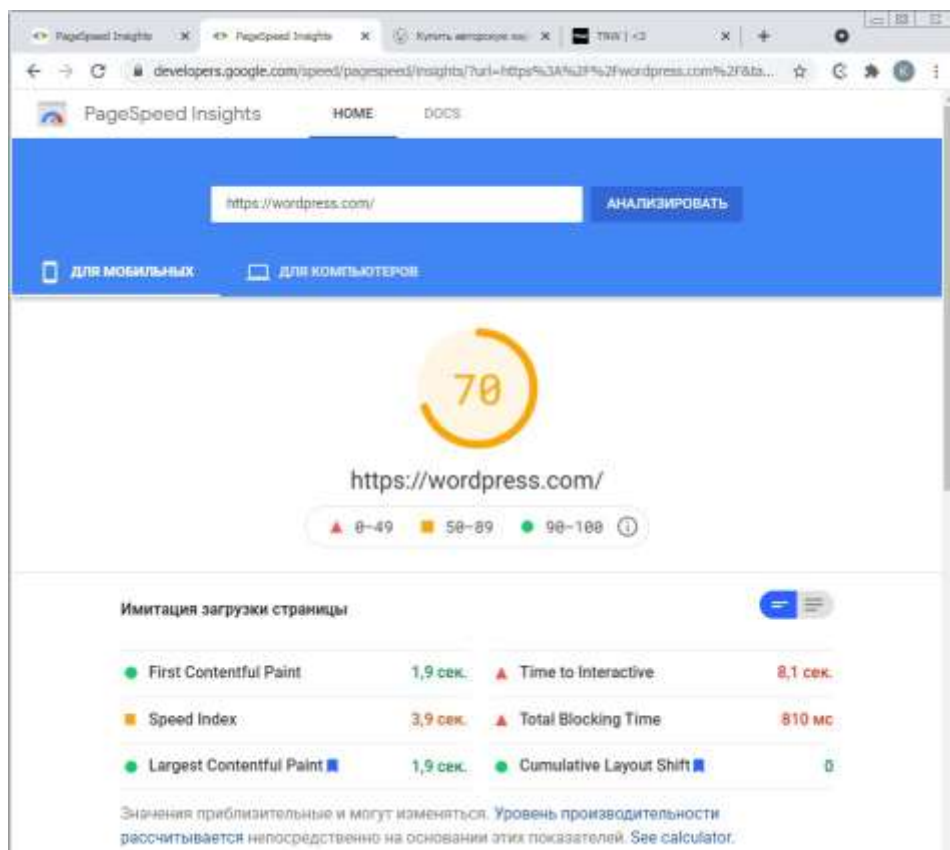 PageSpeed Insights PageSpeed Insights Купить авторскую TNW | <3
developers.google.com/speed/pagespeed/insights/?url=https%3A%2F%2Fwordpress.com%2F&ta...
PageSpeed Insights HOME DOCS
https://wordpress.com/ АНАЛИЗИРОВАТЬ
ДЛЯ МОБИЛЬНЫХ ДЛЯ КОМПЬЮТЕРОВ
70
https://wordpress.com/
0–49 50–89 90–100
Имитация загрузки страницы
First Contentful Paint 1,9 сек. Time to Interactive 8,1 сек.
Speed Index 3,9 сек. Total Blocking Time 810 мс
Largest Contentful Paint 1,9 сек. Cumulative Layout Shift 0
Значения приблизительные и могут изменяться. Уровень производительности
рассчитывается непосредственно на основании этих показателей. See calculator.